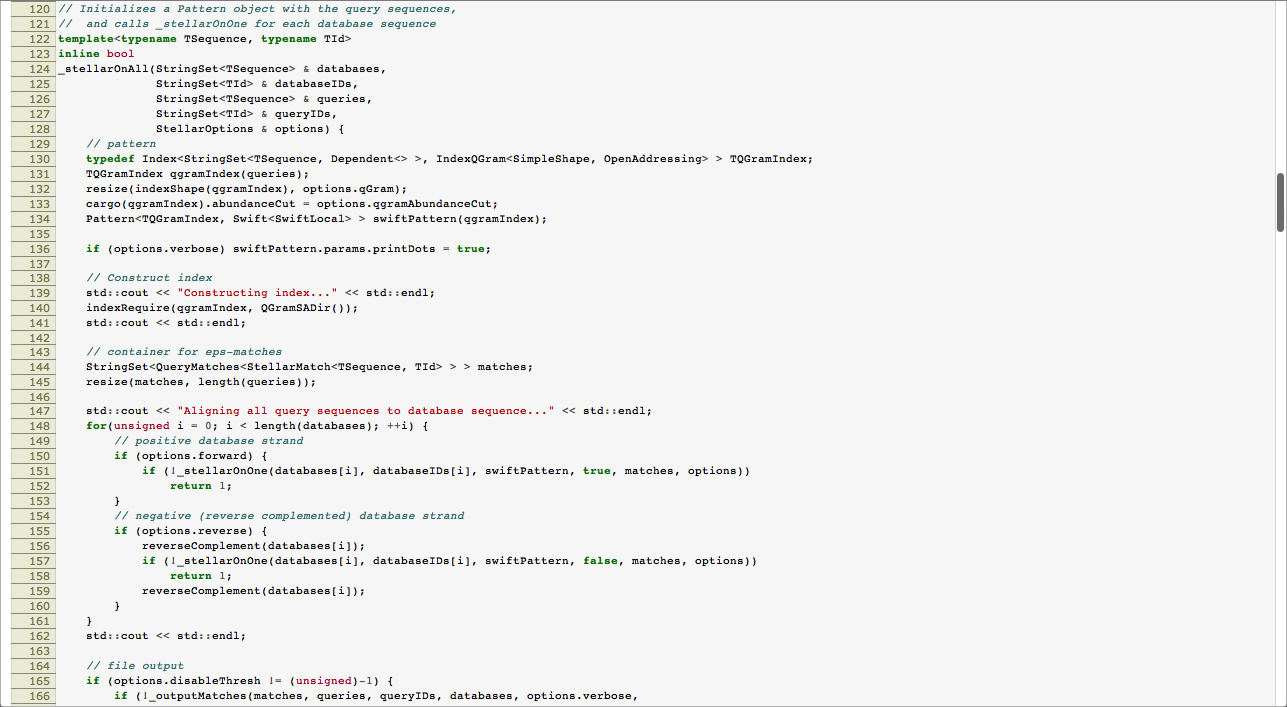 120 // Initializes a Pattern object with the query sequences,
121 //  and calls _stellarOnOne for each database sequence
122 template<typename TSequence, typename TId>
123 inline bool
124 _stellarOnAll(StringSet<TSequence> & databases,
125               StringSet<TId> & databaseIDs,
126               StringSet<TSequence> & queries,
127               StringSet<TId> & queryIDs,
128               StellarOptions & options) {
129     // pattern
130     typedef Index<StringSet<TSequence, Dependent<> >, IndexQGram<SimpleShape, OpenAddressing> > TQGramIndex;
131     TQGramIndex qgramIndex(queries);
132     resize(indexShape(qgramIndex), options.qGram);
133     cargo(qgramIndex).abundanceCut = options.qgramAbundanceCut;
134     Pattern<TQGramIndex, Swift<SwiftLocal> > swiftPattern(qgramIndex);
135
136     if (options.verbose) swiftPattern.params.printDots = true;
137
138     // Construct index
139     std::cout << "Constructing index..." << std::endl;
140     indexRequire(qgramIndex, QGramSADir());
141     std::cout << std::endl;
142
143     // container for eps-matches
144     StringSet<QueryMatches<StellarMatch<TSequence, TId> > > matches;
145     resize(matches, length(queries));
146
147     std::cout << "Aligning all query sequences to database sequence..." << std::endl;
148     for(unsigned i = 0; i < length(databases); ++i) {
149         // positive database strand
150         if (options.forward) {
151             if (!_stellarOnOne(databases[i], databaseIDs[i], swiftPattern, true, matches, options))
152                 return 1;
153         }
154         // negative (reverse complemented) database strand
155         if (options.reverse) {
156             reverseComplement(databases[i]);
157             if (!_stellarOnOne(databases[i], databaseIDs[i], swiftPattern, false, matches, options))
158                 return 1;
159             reverseComplement(databases[i]);
160         }
161     }
162     std::cout << std::endl;
163
164     // file output
165     if (options.disableThresh != (unsigned)-1) {
166         if (!_outputMatches(matches, queries, queryIDs, databases, options.verbose,